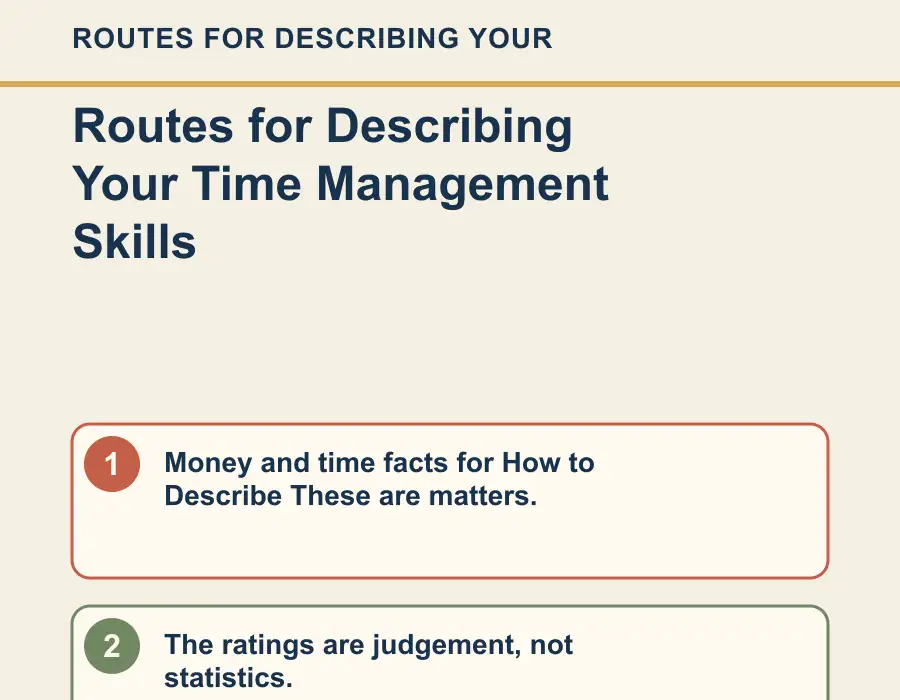 ROUTES FOR DESCRIBING YOUR
Routes for Describing
Your Time Management
Skills
1
Money and time facts for How to
Describe These are matters.
2
The ratings are judgement, not
statistics.